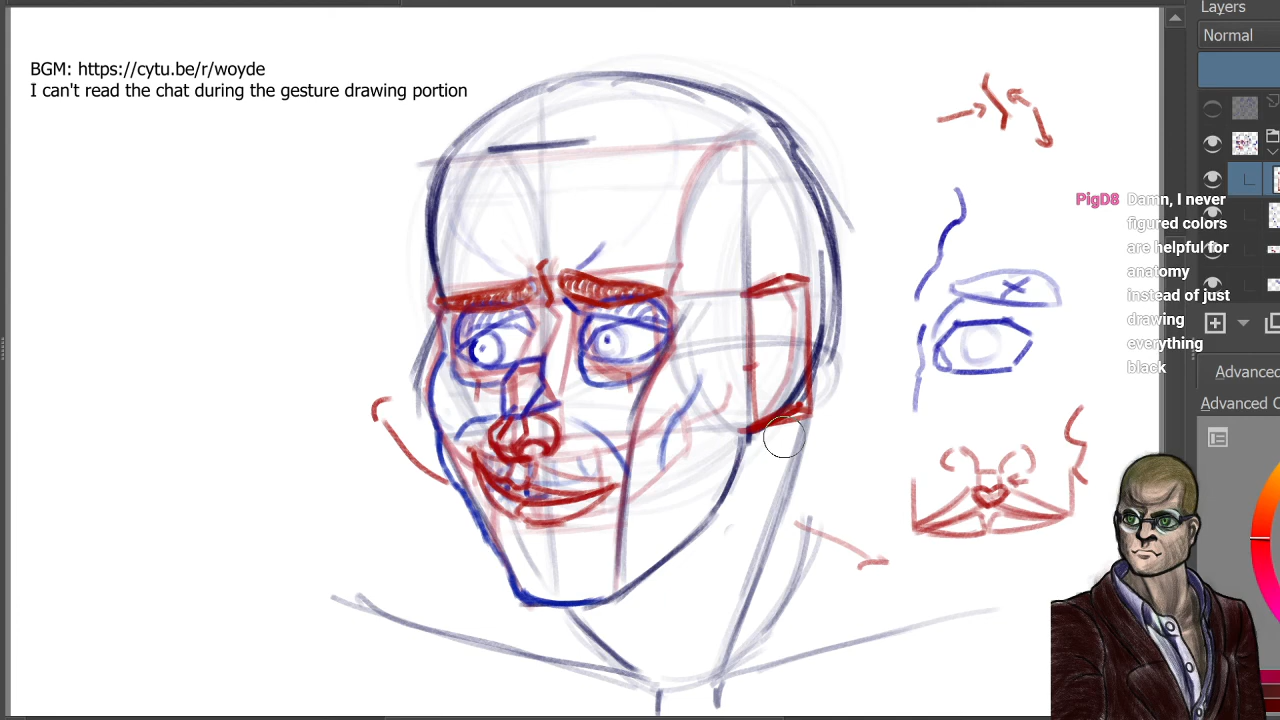 Layers
Normal
BGM: https://cytu.be/r/woyde
I can't read the chat during the gesture drawing portion
PigD8 Damn, I never
figured colors
are helpful for
anatomy
instead of just
drawing
everything
black
Advanced
Advanced C